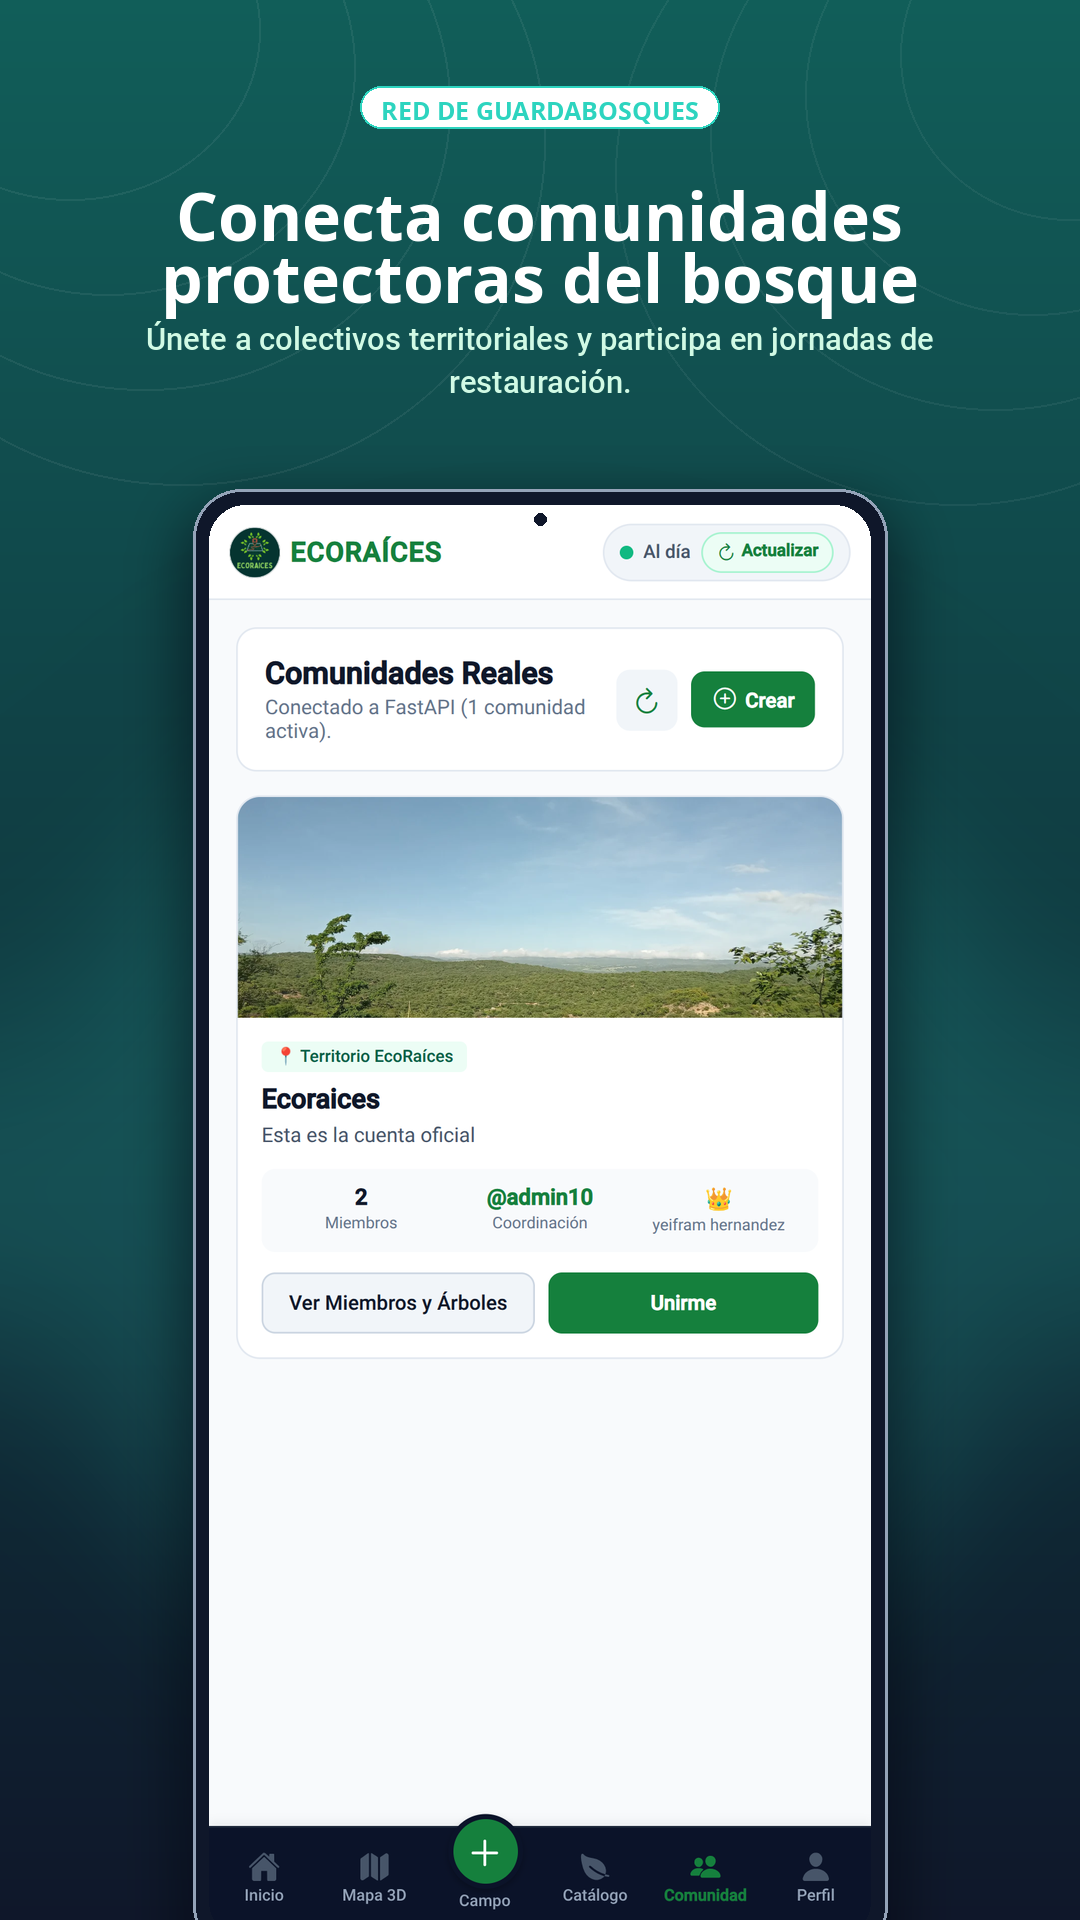 RED DE GUARDABOSQUES
Conecta comunidades
protectoras del bosque
Únete a colectivos territoriales y participa en jornadas de
restauración.
ECORAICES
ECORAÍCES
Al día
Actualizar
Comunidades Reales
Conectado a FastAPI (1 comunidad
activa).
Crear
Territorio EcoRaíces
Ecoraices
Esta es la cuenta oficial
2
Miembros
@admin10
Coordinación
yeifram hernandez
Ver Miembros y Árboles
Unirme
Inicio
Mapa 3D
Campo
Catálogo
Comunidad
Perfil